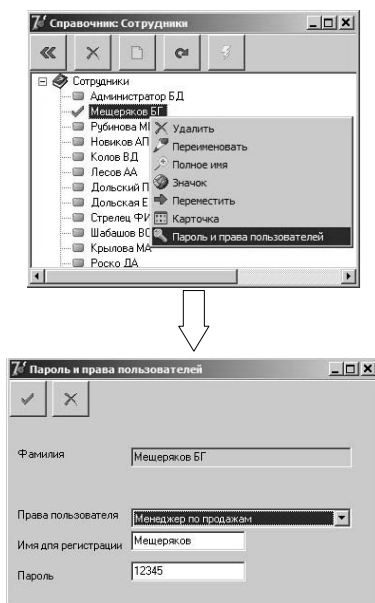 Справочник: Сотрудники
Сотрудники
Администратор БД
Мещеряков БГ
Рубинова М
Удалить
Новиков АП
Переименовать
Колов ВД
Полное имя
Лесов АА
Значок
Дольский П
Переместить
Дольская Е
Стрелец ФИ
Карточка
Шабашов ВС
Пароль и права пользователей
Крылова МА
Роско ДА
Пароль и права пользователей
Фамилия
Мещеряков БГ
Права пользователя
Менеджер по продажам
Имя для регистрации
Мещеряков
Пароль
12345